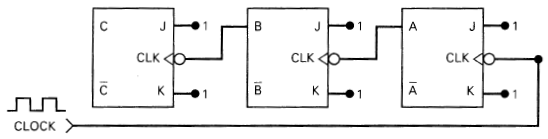 C J 1 B J 1 A J 1
CLK CLK CLK
C̅ K 1 B̅ K 1 A̅ K 1
CLOCK